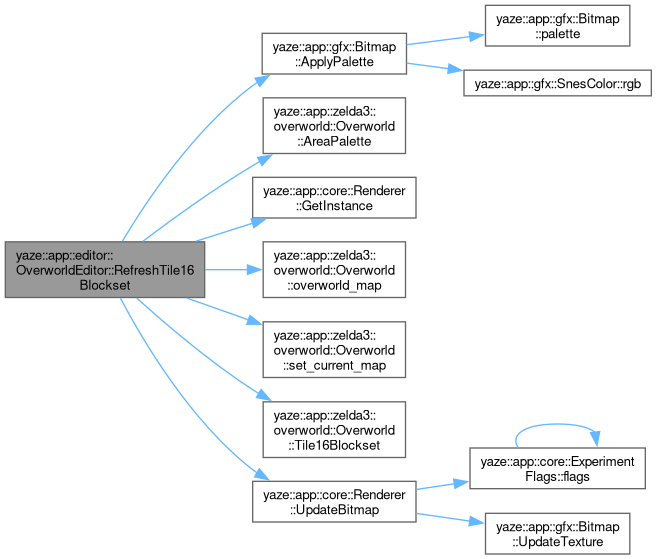 yaze::app::editor::
OverworldEditor::RefreshTile16
Blockset
yaze::app::gfx::Bitmap
::ApplyPalette
yaze::app::gfx::Bitmap
::palette
yaze::app::gfx::SnesColor::rgb
yaze::app::zelda3::
overworld::Overworld
::AreaPalette
yaze::app::core::Renderer
::GetInstance
yaze::app::zelda3::
overworld::Overworld
::overworld_map
yaze::app::zelda3::
overworld::Overworld
::set_current_map
yaze::app::zelda3::
overworld::Overworld
::Tile16Blockset
yaze::app::core::Renderer
::UpdateBitmap
yaze::app::core::Experiment
Flags::flags
yaze::app::gfx::Bitmap
::UpdateTexture